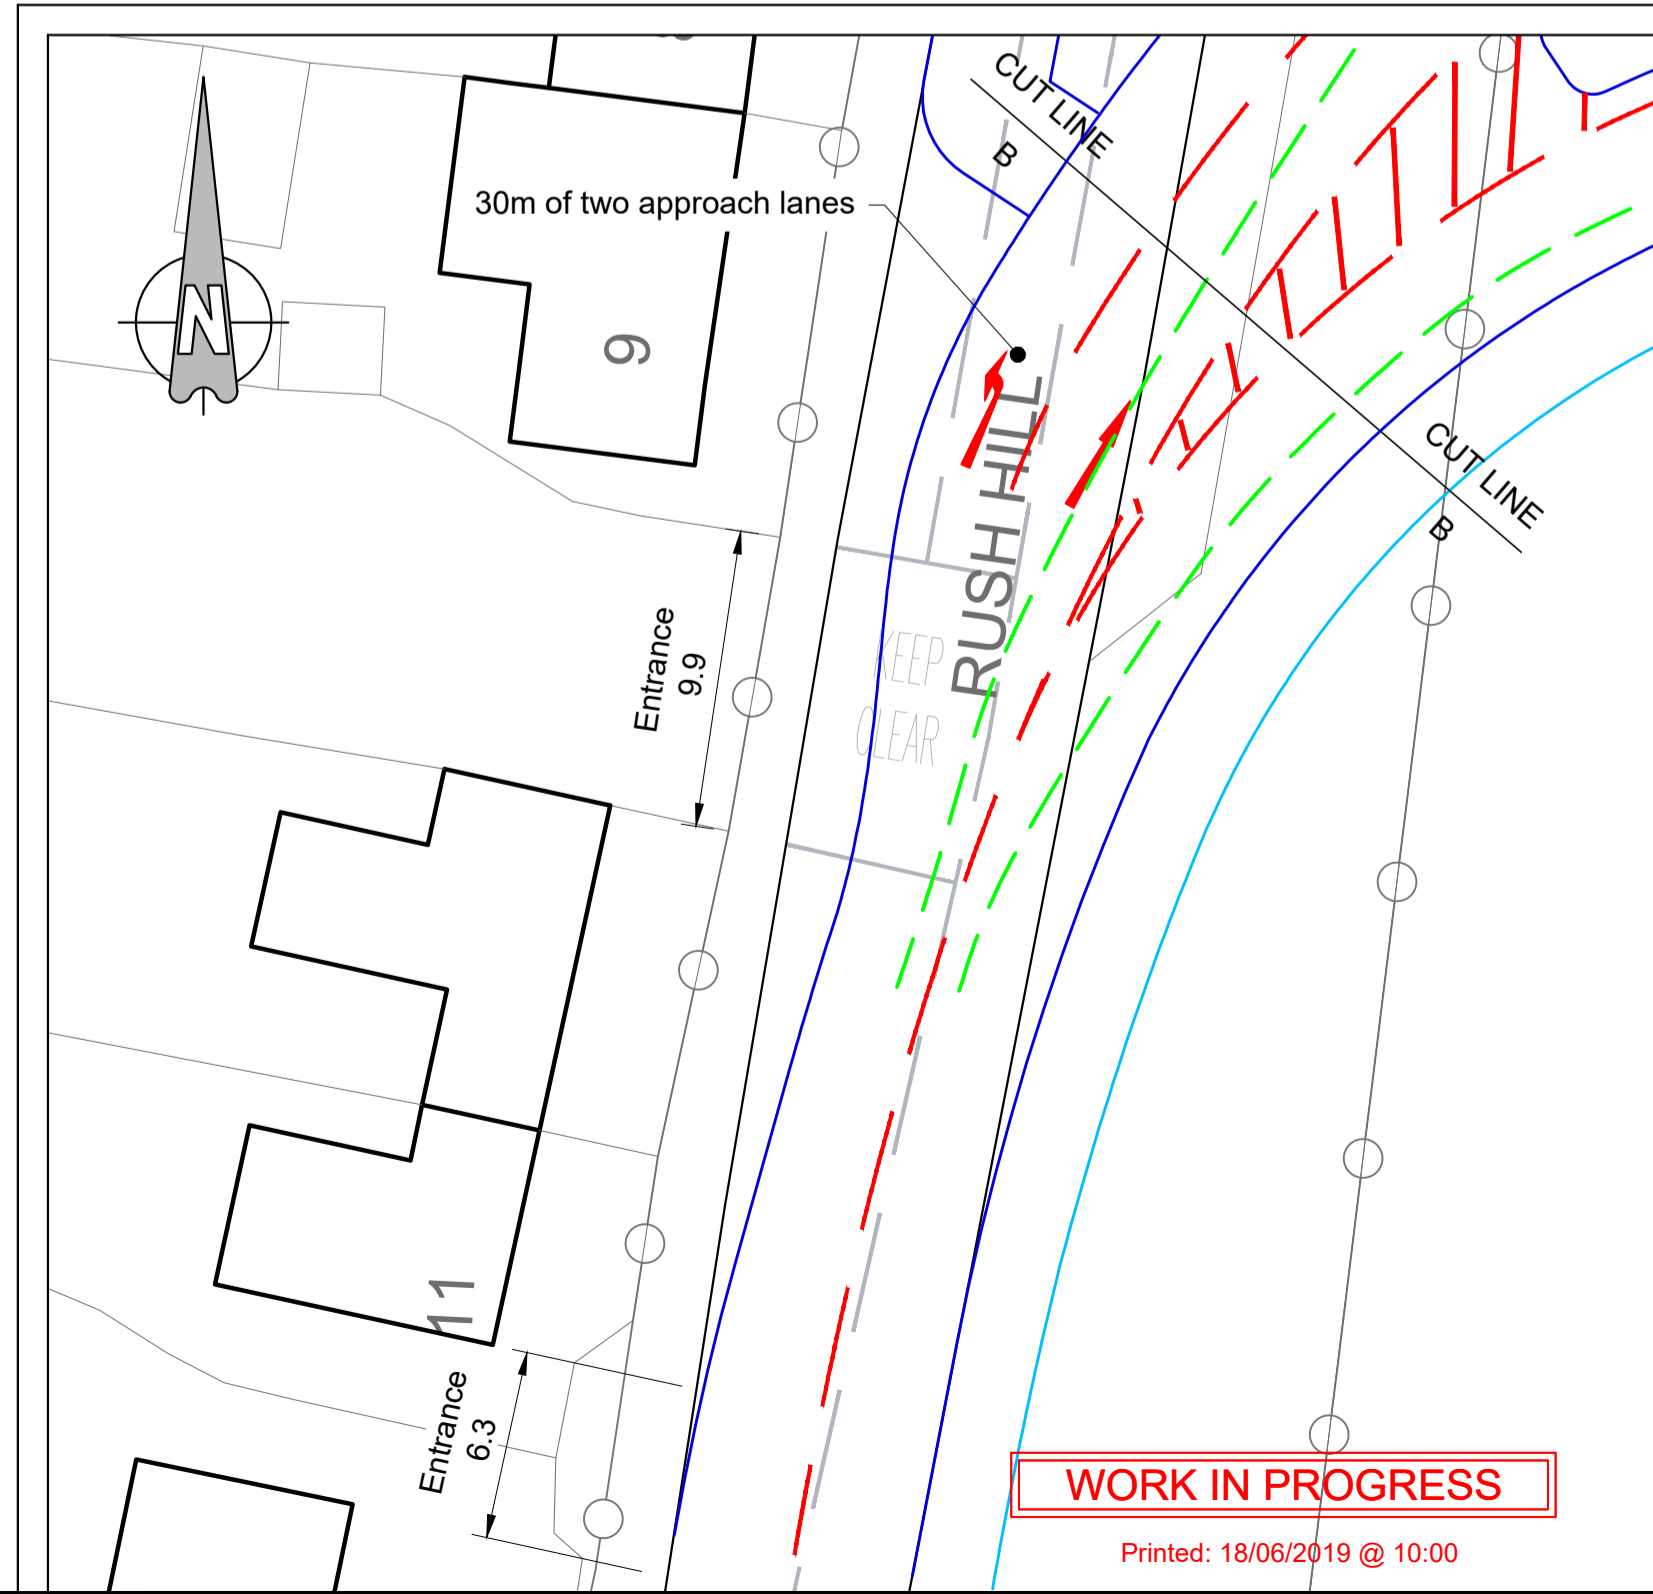 CUT LINE
B
30m of two approach lanes
N
9
RUSH HILL
CUT LINE
B
Entrance
9.9
KEEP
CLEAR
11
Entrance
6.3
WORK IN PROGRESS
Printed: 18/06/2019 @ 10:00